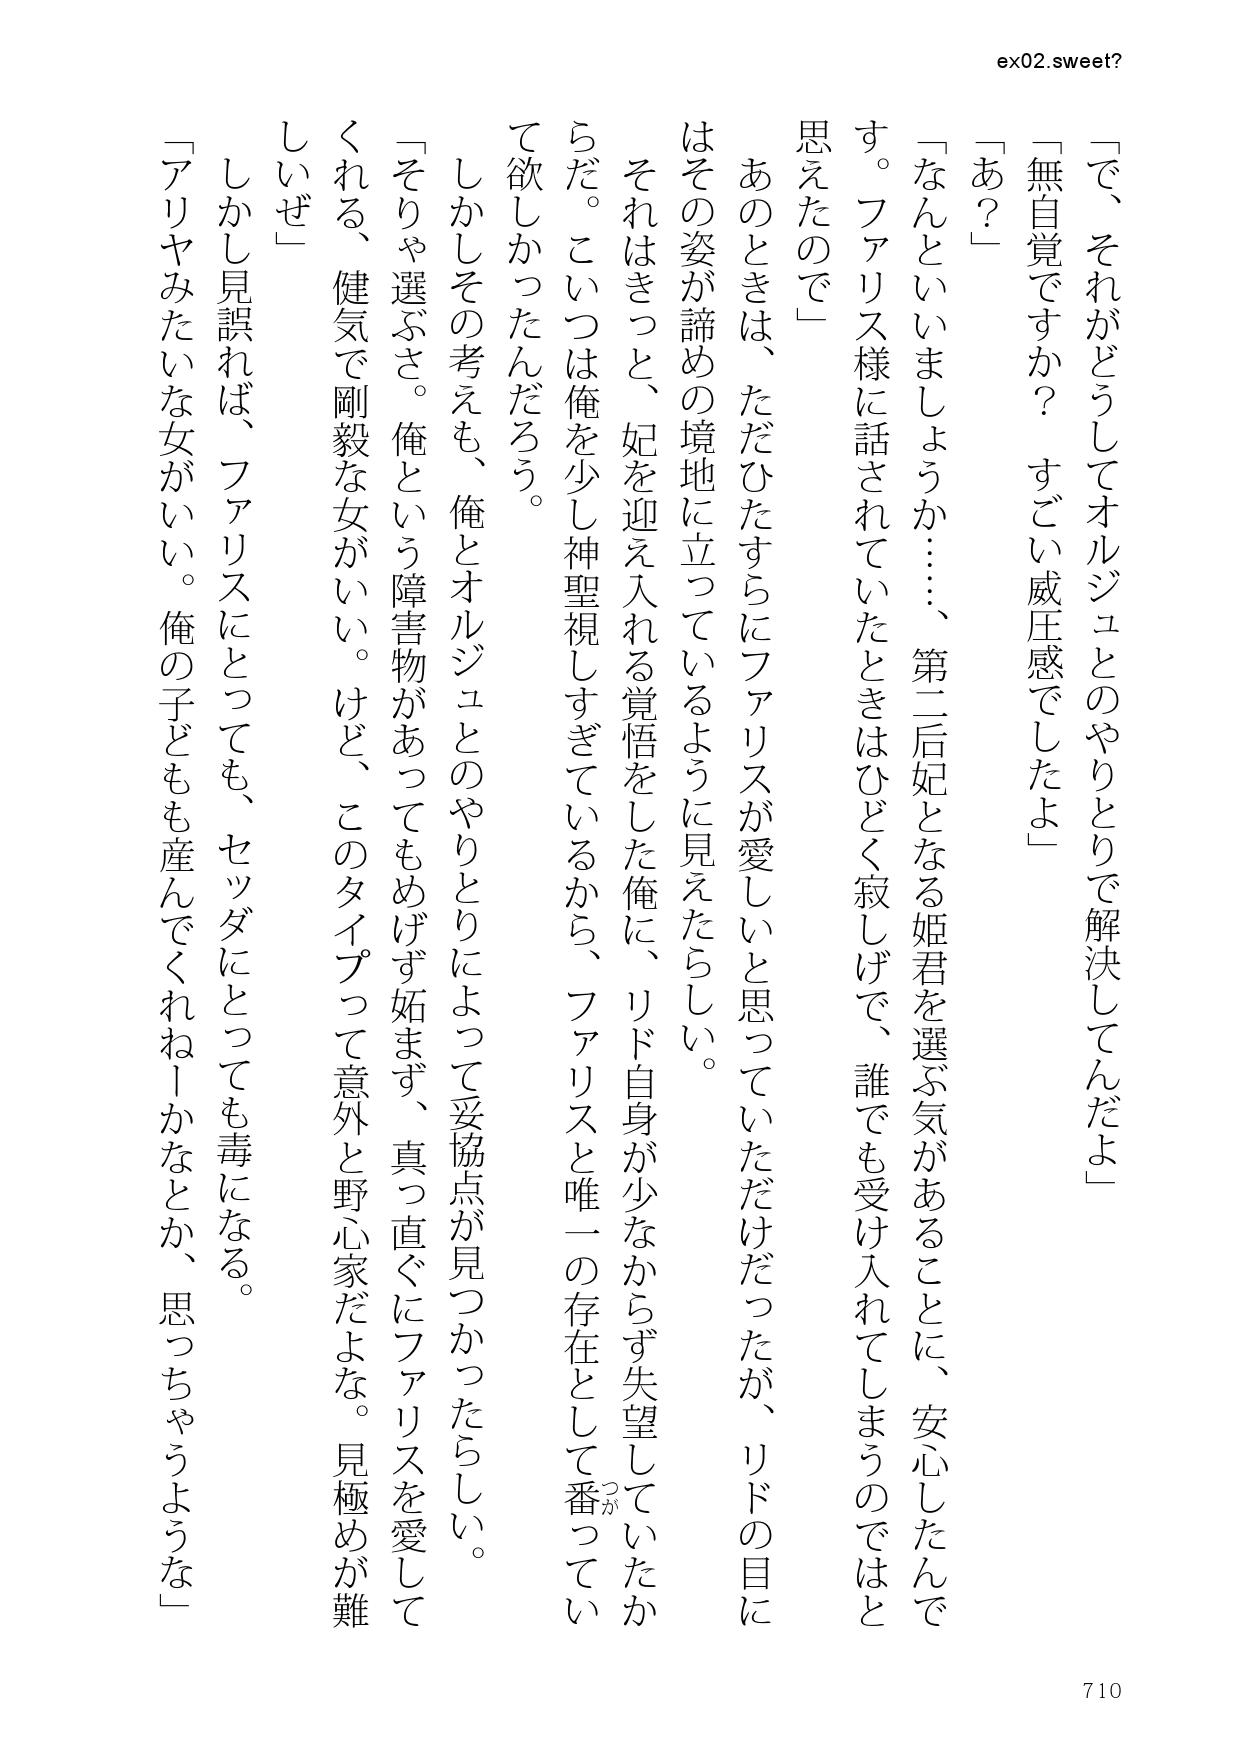 ex02.sweet?
「で、それがどうしてオルジュとのやりとりで解決してんだよ」
「無自覚ですか？　すごい威圧感でしたよ」
「あ？」
「なんといいましょうか……、第二后妃となる姫君を選ぶ気があることに、安心したんで
す。ファリス様に話されていたときはひどく寂しげで、誰でも受け入れてしまうのではと
思えたので」
　あのときは、ただひたすらにファリスが愛しいと思っていただけだったが、リドの目に
はその姿が諦めの境地に立っているように見えたらしい。
　それはきっと、妃を迎え入れる覚悟をした俺に、リド自身が少なからず失望していたか
らだ。こいつは俺を少し神聖視しすぎているから、ファリスと唯一の存在として番（つが）ってい
て欲しかったんだろう。
　しかしその考えも、俺とオルジュとのやりとりによって妥協点が見つかったらしい。
「そりゃ選ぶさ。俺という障害物があってもめげず妬まず、真っ直ぐにファリスを愛して
くれる、健気で剛毅な女がいい。けど、このタイプって意外と野心家だよな。見極めが難
しいぜ」
　しかし見誤れば、ファリスにとっても、セッダにとっても毒になる。
「アリヤみたいな女がいい。俺の子どもも産んでくれねーかなとか、思っちゃうような」
710